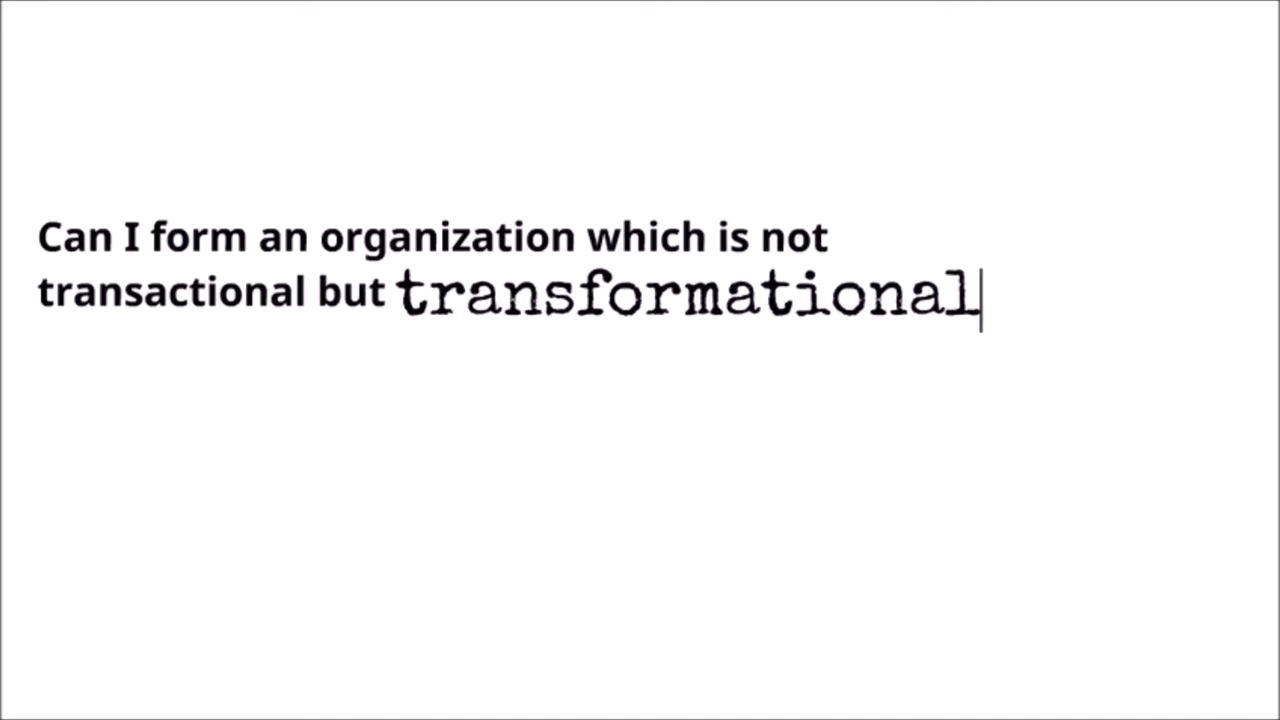 Can I form an organization which is not
transactional but transformational